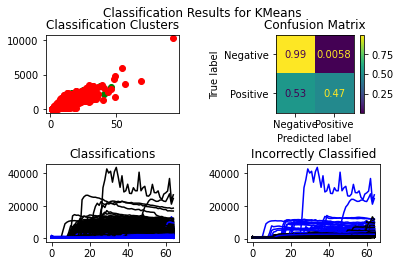 Classification Results for KMeans
Classification Clusters
10000
5000
0
0
50
Confusion Matrix
True label
Negative
Positive
0.99
0.0058
0.53
0.47
Negative
Positive
Predicted label
0.75
0.50
0.25
Classifications
40000
20000
0
0
20
40
60
Incorrectly Classified
40000
20000
0
0
20
40
60